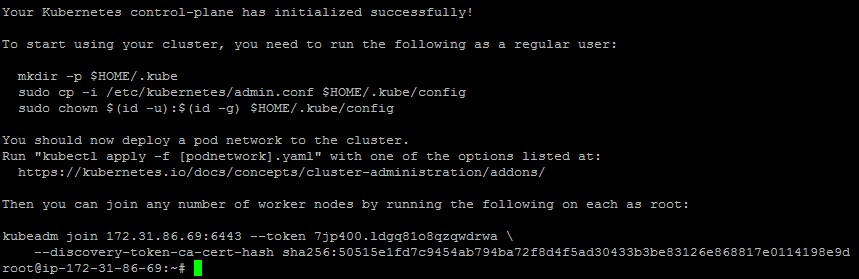 Your Kubernetes control-plane has initialized successfully!
To start using your cluster, you need to run the following as a regular user:
mkdir -p $HOME/.kube
sudo cp -i /etc/kubernetes/admin.conf $HOME/.kube/config
sudo chown $(id -u):$(id -g) $HOME/.kube/config
You should now deploy a pod network to the cluster.
Run "kubectl apply -f [podnetwork].yaml" with one of the options listed at:
https://kubernetes.io/docs/concepts/cluster-administration/addons/
Then you can join any number of worker nodes by running the following on each as root:
kubeadm join 172.31.86.69:6443 --token 7jp400.ldgq81o8qzqwdrwa \
--discovery-token-ca-cert-hash sha256:50515e1fd7c9454ab794ba72f8d4f5ad30433b3be83126e868817e0114198e9d
root@ip-172-31-86-69:~#